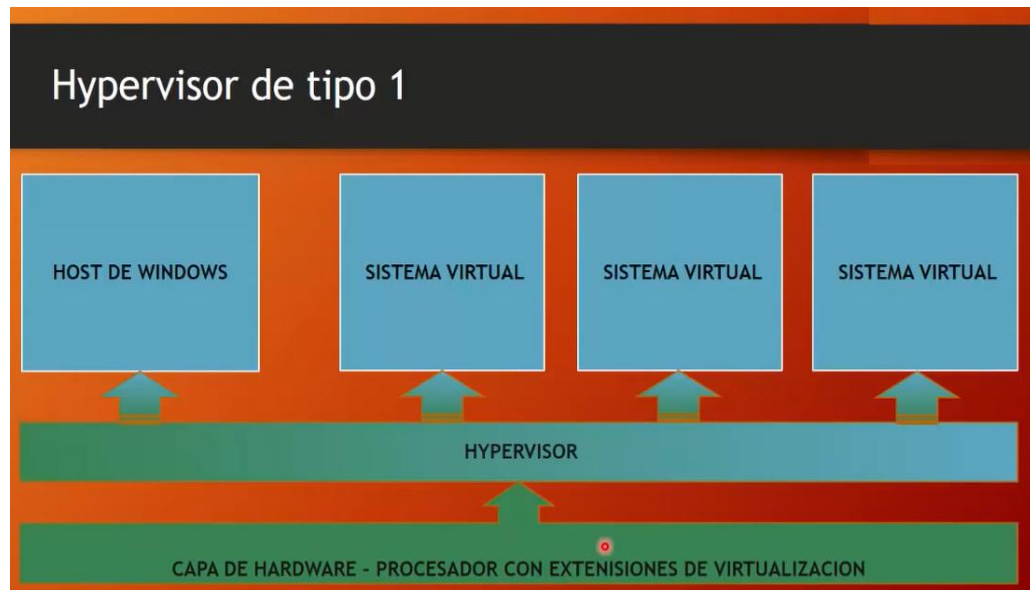 Hypervisor de tipo 1
HOST DE WINDOWS
SISTEMA VIRTUAL
SISTEMA VIRTUAL
SISTEMA VIRTUAL
HYPERVISOR
CAPA DE HARDWARE – PROCESADOR CON EXTENISIONES DE VIRTUALIZACION